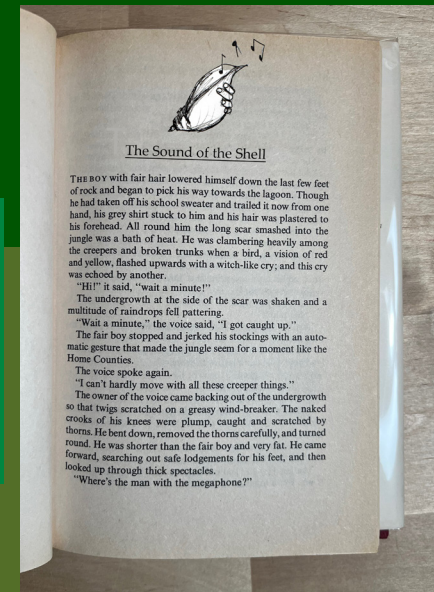 The Sound of the Shell
THE BOY with fair hair lowered himself down the last few feet
of rock and began to pick his way towards the lagoon. Though
he had taken off his school sweater and trailed it now from one
hand, his grey shirt stuck to him and his hair was plastered to
his forehead. All round him the long scar smashed into the
jungle was a bath of heat. He was clambering heavily among
the creepers and broken trunks when a bird, a vision of red
and yellow, flashed upwards with a witch-like cry; and this cry
was echoed by another.
"Hi!" it said, "wait a minute!"
The undergrowth at the side of the scar was shaken and a
multitude of raindrops fell pattering.
"Wait a minute," the voice said, "I got caught up."
The fair boy stopped and jerked his stockings with an auto-
matic gesture that made the jungle seem for a moment like the
Home Counties.
The voice spoke again.
"I can't hardly move with all these creeper things."
The owner of the voice came backing out of the undergrowth
so that twigs scratched on a greasy wind-breaker. The naked
crooks of his knees were plump, caught and scratched by
thorns. He bent down, removed the thorns carefully, and turned
round. He was shorter than the fair boy and very fat. He came
forward, searching out safe lodgements for his feet, and then
looked up through thick spectacles.
"Where's the man with the megaphone?"